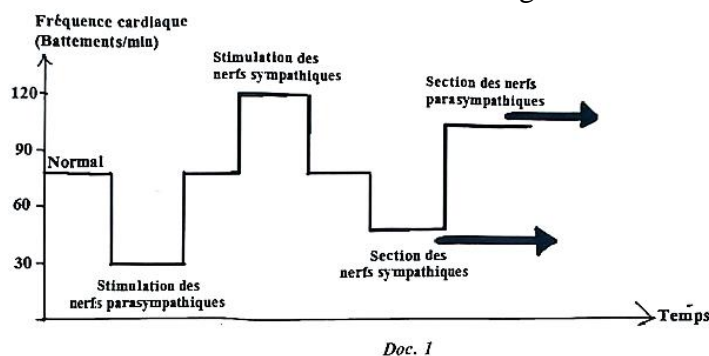 Fréquence cardiaque
(Battements/min)
Stimulation des
nerfs sympathiques
Section des nerfs
parasympathiques
120
90
Normal
60
30
Section des
nerfs sympathiques
Stimulation des
nerfs parasympathiques
Temps
Doc. 1